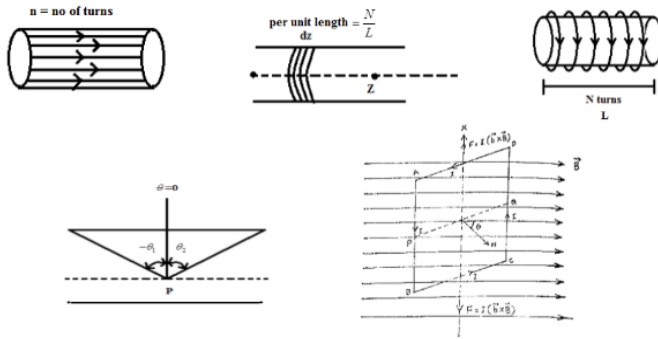 n = no of turns
per unit length = N/L
dz
Z
N turns
L
θ=0
-θ₁
θ₂
P
X
F=I(b×B)
D
A
I
B
Q
I
θ
I
P
n
C
I
B
F=I(b×B)